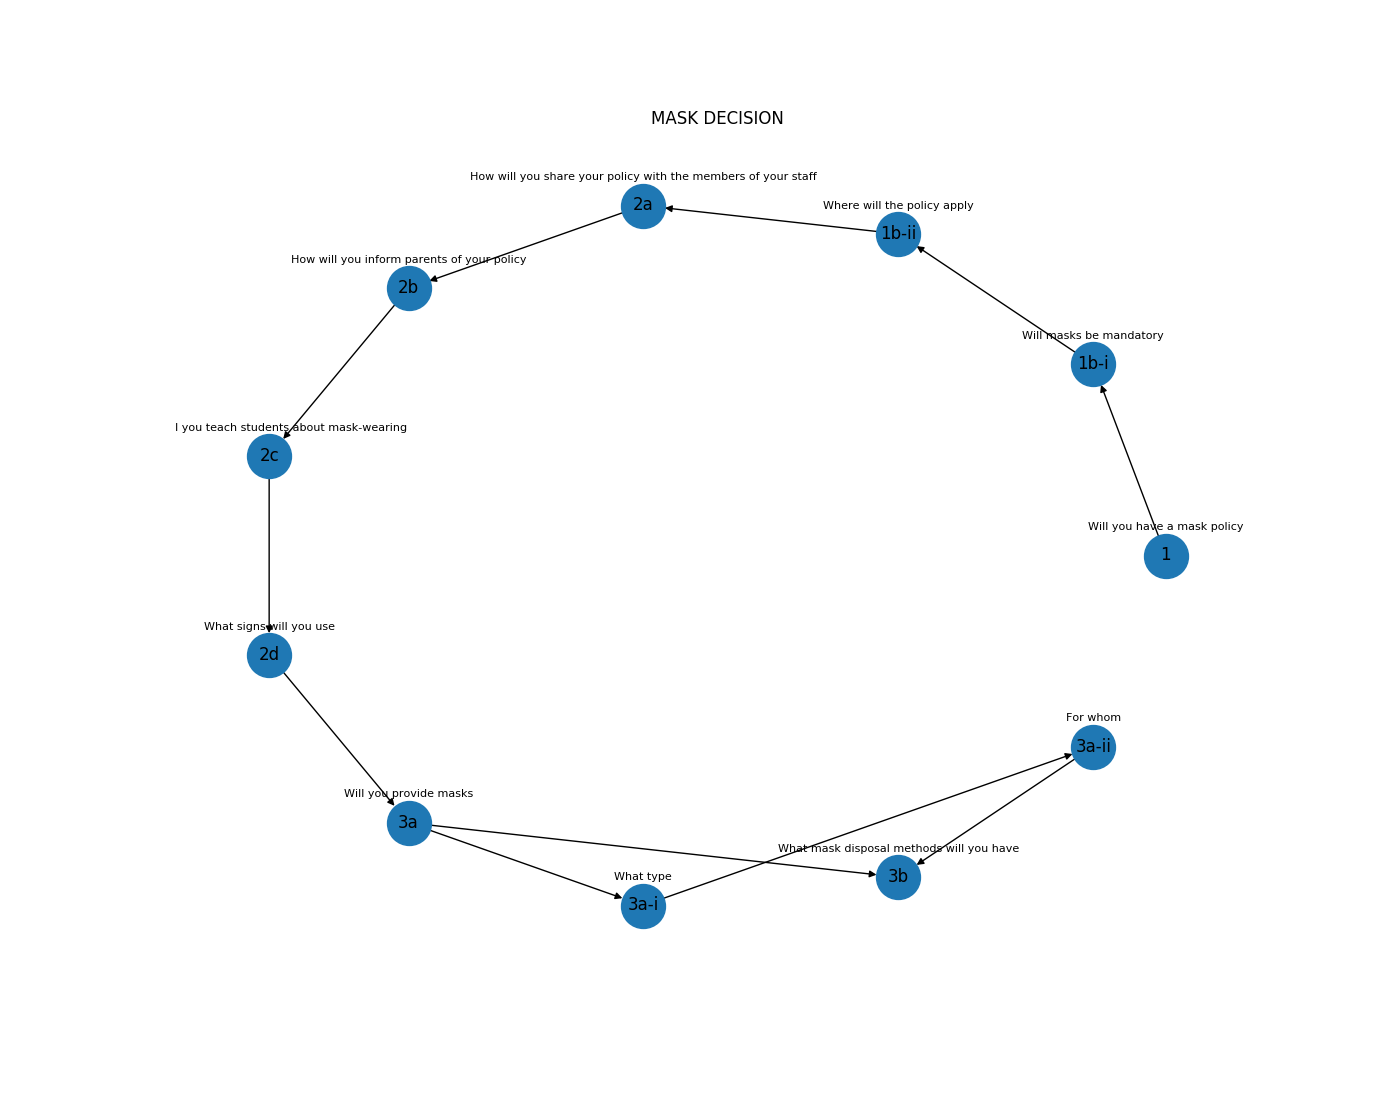 MASK DECISION
How will you share your policy with the members of your staff
2a
Where will the policy apply
1b-ii
How will you inform parents of your policy
2b
Will masks be mandatory
1b-i
I you teach students about mask-wearing
2c
Will you have a mask policy
1
What signs will you use
2d
For whom
3a-ii
Will you provide masks
3a
What mask disposal methods will you have
3b
What type
3a-i